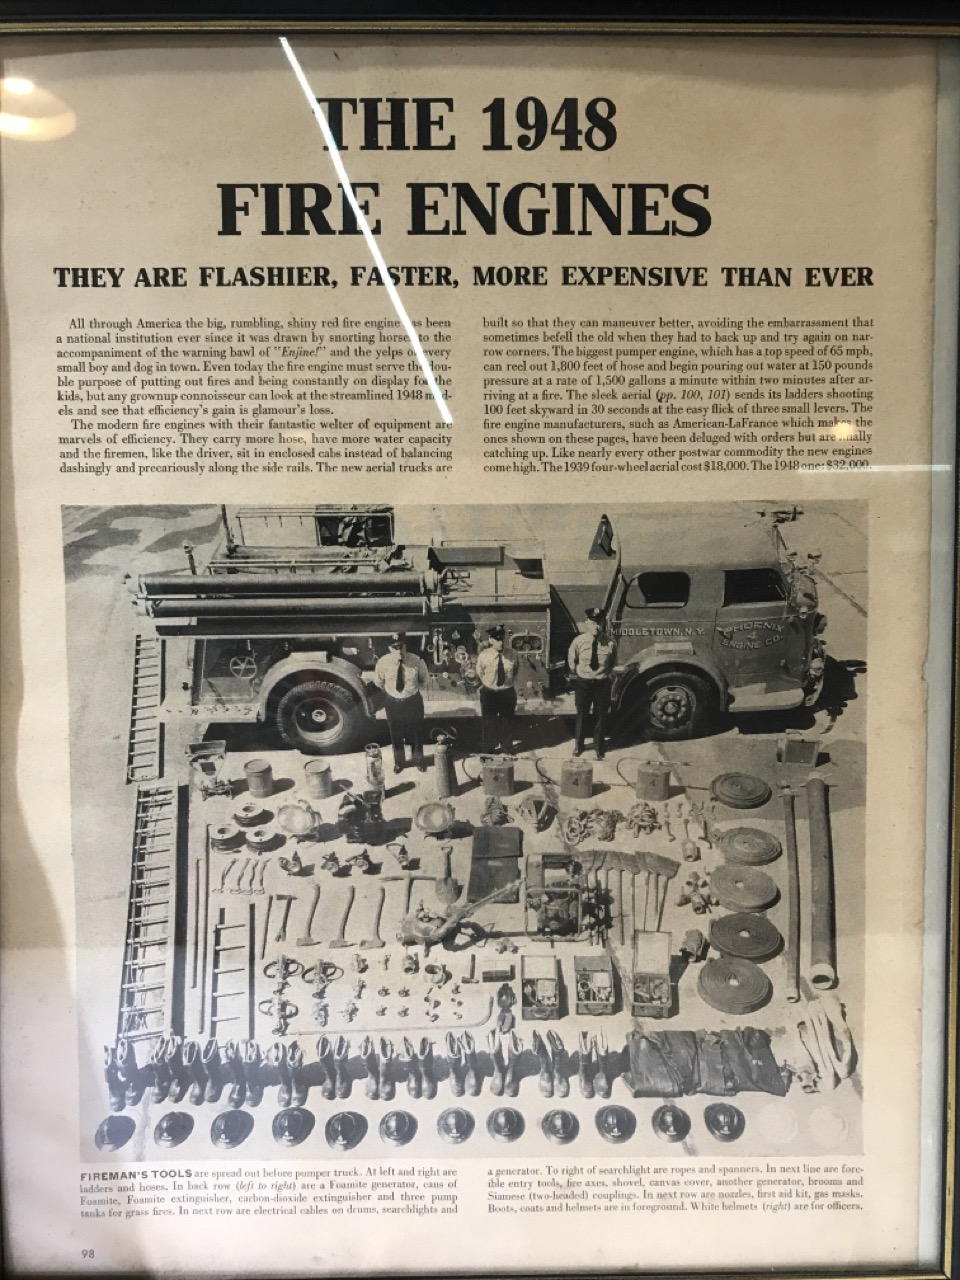 THE 1948
FIRE ENGINES
THEY ARE FLASHIER, FASTER, MORE EXPENSIVE THAN EVER
All through America the big, rumbling, shiny red fire engine has been
a national institution ever since it was drawn by snorting horses to the
accompaniment of the warning bawl of "Enjine!" and the yelps of every
small boy and dog in town. Even today the fire engine must serve the dou-
ble purpose of putting out fires and being constantly on display for the
kids, but any grownup connoisseur can look at the streamlined 1948 mod-
els and see that efficiency's gain is glamour's loss.
The modern fire engines with their fantastic welter of equipment are
marvels of efficiency. They carry more hose, have more water capacity
and the firemen, like the driver, sit in enclosed cabs instead of balancing
dashingly and precariously along the side rails. The new aerial trucks are
built so that they can maneuver better, avoiding the embarrassment that
sometimes befell the old when they had to back up and try again on nar-
row corners. The biggest pumper engine, which has a top speed of 65 mph,
can reel out 1,800 feet of hose and begin pouring out water at 150 pounds
pressure at a rate of 1,500 gallons a minute within two minutes after ar-
riving at a fire. The sleek aerial (pp. 100, 101) sends its ladders shooting
100 feet skyward in 30 seconds at the easy flick of three small levers. The
fire engine manufacturers, such as American-LaFrance which makes the
ones shown on these pages, have been deluged with orders but are finally
catching up. Like nearly every other postwar commodity the new engines
come high. The 1939 four-wheel aerial cost $18,000. The 1948 one: $32,000.
MIDDLETOWN, N.Y.
PHOENIX
4
ENGINE CO.
4
4
4
FIREMAN'S TOOLS are spread out before pumper truck. At left and right are
ladders and hoses. In back row (left to right) are a Foamite generator, cans of
Foamite, Foamite extinguisher, carbon-dioxide extinguisher and three pump
tanks for grass fires. In next row are electrical cables on drums, searchlights and
a generator. To right of searchlight are ropes and spanners. In next line are forc-
ible entry tools, fire axes, shovel, canvas cover, another generator, brooms and
Siamese (two-headed) couplings. In next row are nozzles, first aid kit, gas masks.
Boots, coats and helmets are in foreground. White helmets (right) are for officers.
98